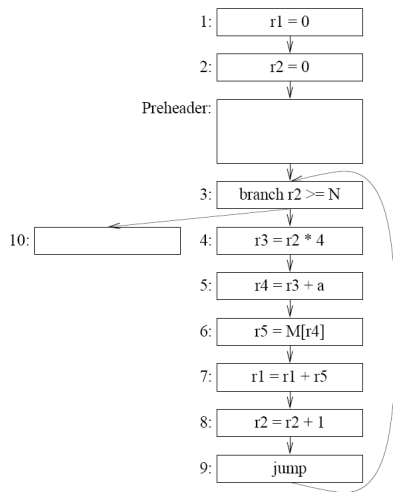 1: r1 = 0
2: r2 = 0
Preheader:
3: branch r2 >= N
10:
4: r3 = r2 * 4
5: r4 = r3 + a
6: r5 = M[r4]
7: r1 = r1 + r5
8: r2 = r2 + 1
9: jump